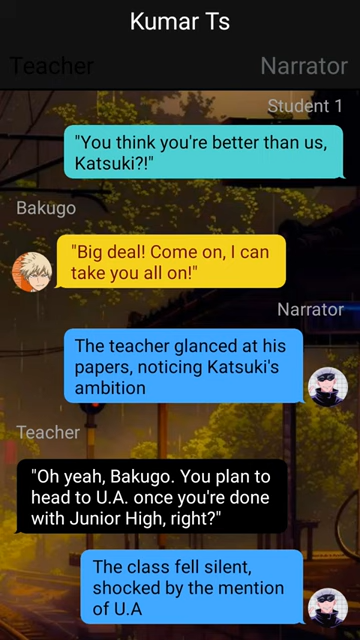 Kumar Ts
Teacher
Narrator
Student 1
"You think you're better than us,
Katsuki?!"
Bakugo
"Big deal! Come on, I can
take you all on!"
Narrator
The teacher glanced at his
papers, noticing Katsuki's
ambition
Teacher
"Oh yeah, Bakugo. You plan to
head to U.A. once you're done
with Junior High, right?"
The class fell silent,
shocked by the mention
of U.A